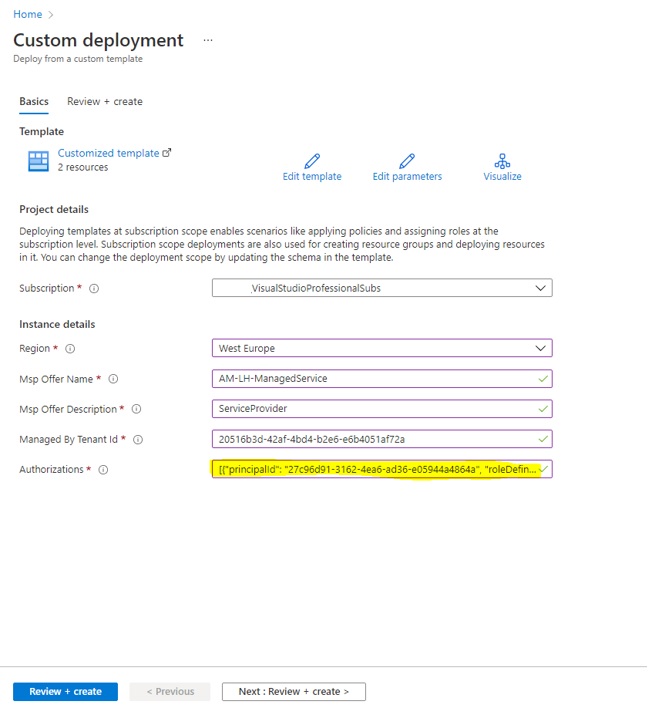 Home >
Custom deployment ...
Deploy from a custom template
Basics Review + create
Template
Customized template
2 resources
Edit template Edit parameters Visualize
Project details
Deploying templates at subscription scope enables scenarios like applying policies and assigning roles at the
subscription level. Subscription scope deployments are also used for creating resource groups and deploying resources
in it. You can change the deployment scope by updating the schema in the template.
Subscription * VisualStudioProfessionalSubs
Instance details
Region * West Europe
Msp Offer Name * AM-LH-ManagedService
Msp Offer Description * ServiceProvider
Managed By Tenant Id * 20516b3d-42af-4bd4-b2e6-e6b4051af72a
Authorizations * [{"principalId": "27c96d91-3162-4ea6-ad36-e05944a4864a", "roleDefin...
Review + create < Previous Next : Review + create >